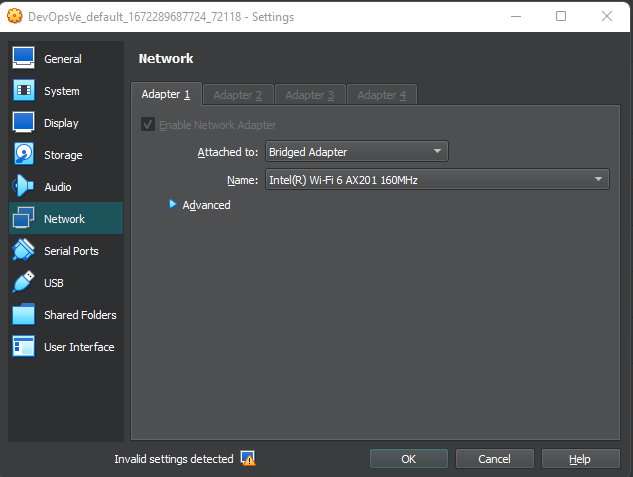 DevOpsVe_default_1672289687724_72118 - Settings
General
System
Display
Storage
Audio
Network
Serial Ports
USB
Shared Folders
User Interface
Network
Adapter 1 Adapter 2 Adapter 3 Adapter 4
Enable Network Adapter
Attached to: Bridged Adapter
Name: Intel(R) Wi-Fi 6 AX201 160MHz
Advanced
Invalid settings detected
OK Cancel Help